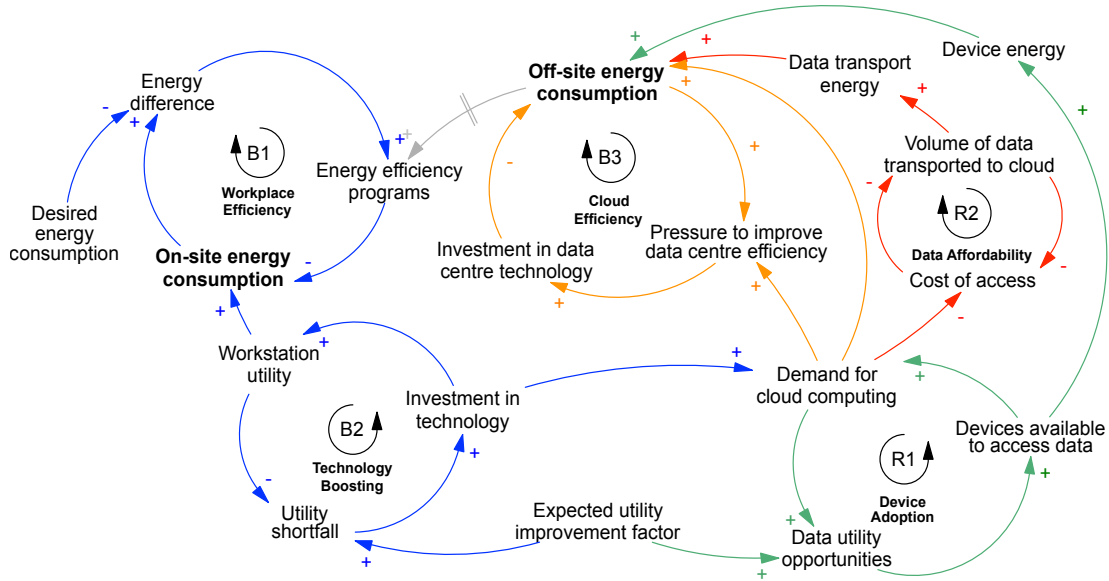 Energy
difference
Off-site energy
consumption
Data transport
energy
Device energy
B1
Workplace
Efficiency
Energy efficiency
programs
B3
Cloud
Efficiency
Volume of data
transported to cloud
R2
Data Affordability
Cost of access
Desired
energy
consumption
On-site energy
consumption
Investment in data
centre technology
Pressure to improve
data centre efficiency
Workstation
utility
Investment in
technology
Demand for
cloud computing
B2
Technology
Boosting
Devices available
to access data
R1
Device
Adoption
Utility
shortfall
Expected utility
improvement factor
Data utility
opportunities
+
+
+
-
+
+
+
+
+
+
-
+
-
-
-
-
+
+
-
+
+
+
-
+
+
-
+
+
+
+